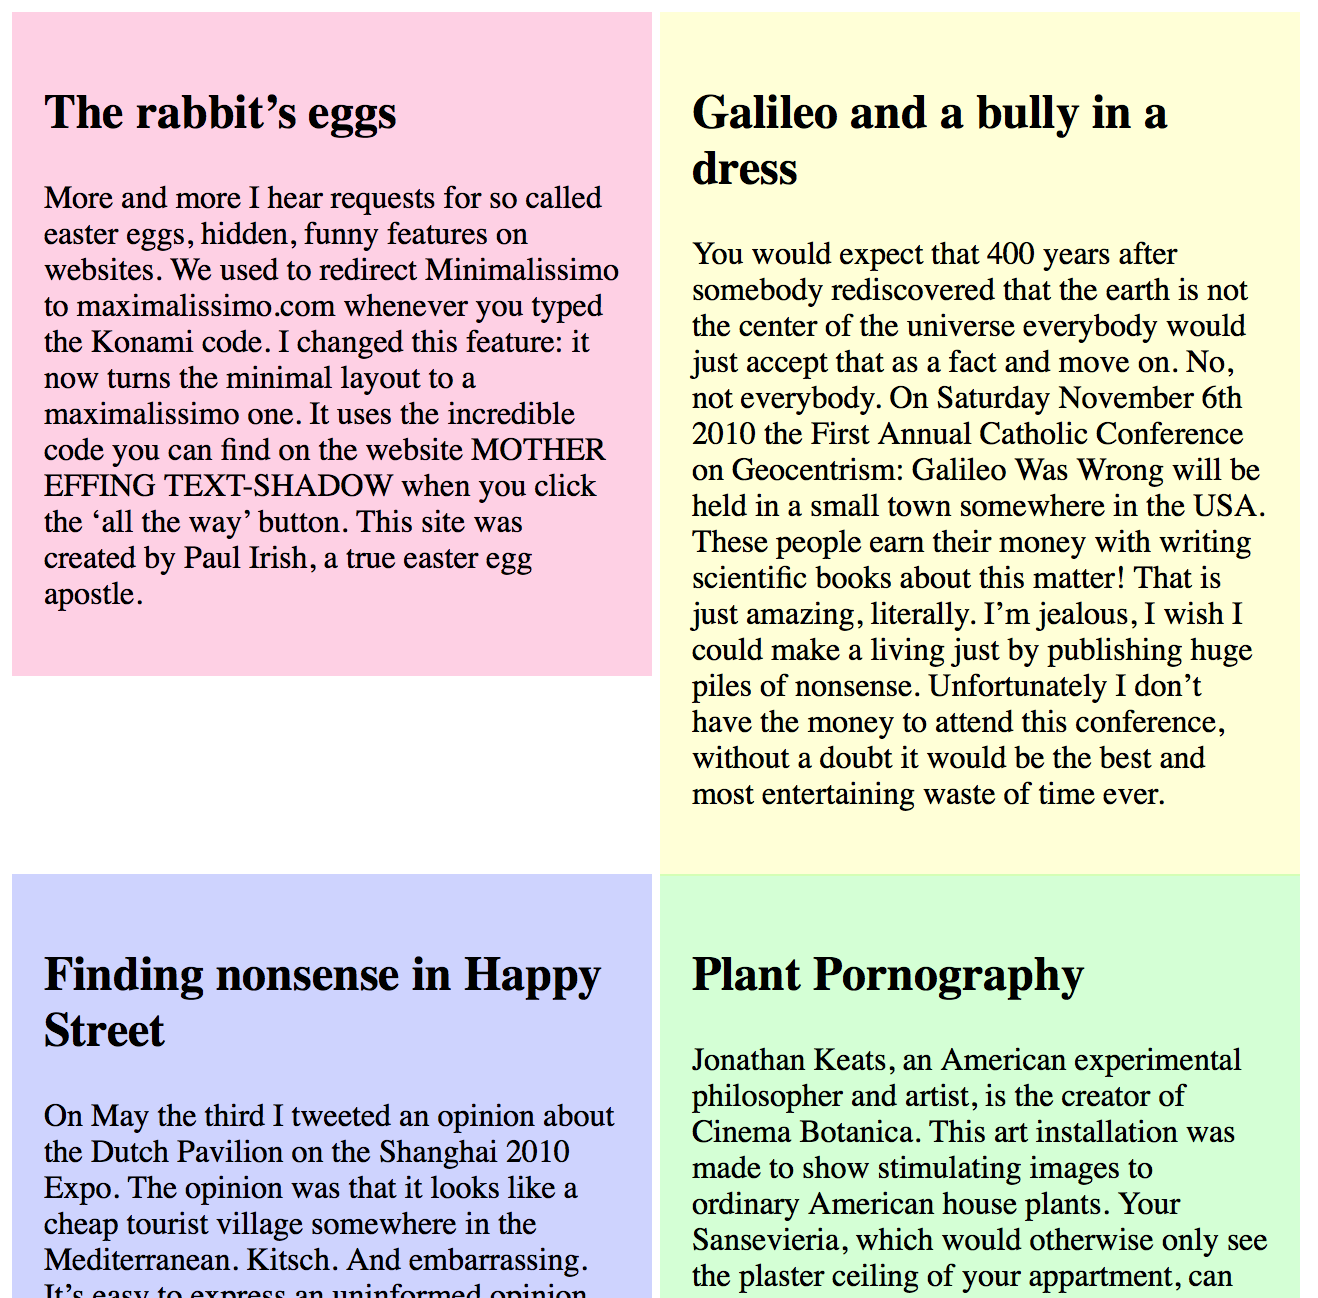 The rabbit’s eggs
More and more I hear requests for so called
easter eggs, hidden, funny features on
websites. We used to redirect Minimalissimo
to maximalissimo.com whenever you typed
the Konami code. I changed this feature: it
now turns the minimal layout to a
maximalissimo one. It uses the incredible
code you can find on the website MOTHER
EFFING TEXT-SHADOW when you click
the ‘all the way’ button. This site was
created by Paul Irish, a true easter egg
apostle.
Galileo and a bully in a
dress
You would expect that 400 years after
somebody rediscovered that the earth is not
the center of the universe everybody would
just accept that as a fact and move on. No,
not everybody. On Saturday November 6th
2010 the First Annual Catholic Conference
on Geocentrism: Galileo Was Wrong will be
held in a small town somewhere in the USA.
These people earn their money with writing
scientific books about this matter! That is
just amazing, literally. I’m jealous, I wish I
could make a living just by publishing huge
piles of nonsense. Unfortunately I don’t
have the money to attend this conference,
without a doubt it would be the best and
most entertaining waste of time ever.
Finding nonsense in Happy
Street
On May the third I tweeted an opinion about
the Dutch Pavilion on the Shanghai 2010
Expo. The opinion was that it looks like a
cheap tourist village somewhere in the
Mediterranean. Kitsch. And embarrassing.
It’s easy to express an uninformed opinion
Plant Pornography
Jonathan Keats, an American experimental
philosopher and artist, is the creator of
Cinema Botanica. This art installation was
made to show stimulating images to
ordinary American house plants. Your
Sansevieria, which would otherwise only see
the plaster ceiling of your appartment, can